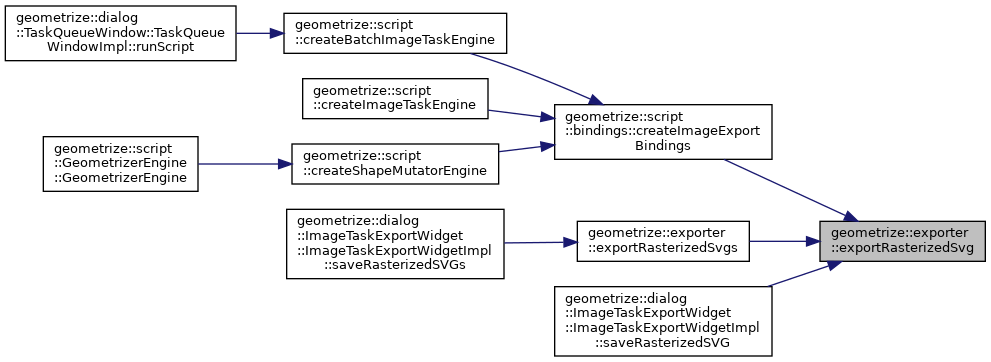 geometrize::dialog
::TaskQueueWindow::TaskQueue
WindowImpl::runScript
geometrize::script
::createBatchImageTaskEngine
geometrize::script
::createImageTaskEngine
geometrize::script
::bindings::createImageExport
Bindings
geometrize::script
::GeometrizerEngine
::GeometrizerEngine
geometrize::script
::createShapeMutatorEngine
geometrize::dialog
::ImageTaskExportWidget
::ImageTaskExportWidgetImpl
::saveRasterizedSVGs
geometrize::exporter
::exportRasterizedSvgs
geometrize::exporter
::exportRasterizedSvg
geometrize::dialog
::ImageTaskExportWidget
::ImageTaskExportWidgetImpl
::saveRasterizedSVG